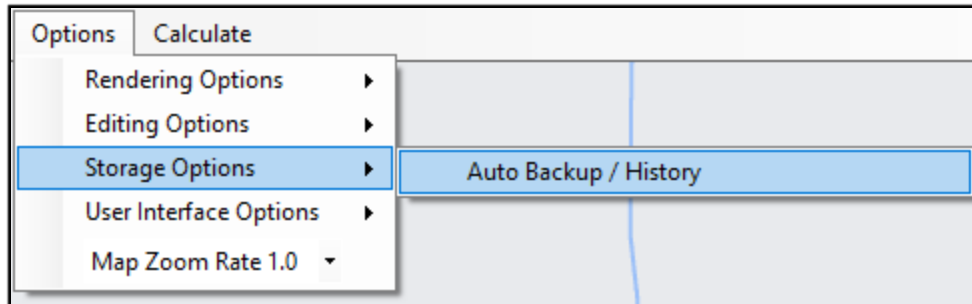 Options Calculate
Rendering Options
Editing Options
Storage Options
Auto Backup / History
User Interface Options
Map Zoom Rate 1.0